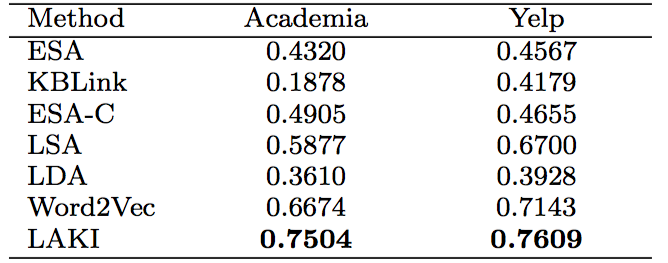 Method Academia Yelp
ESA 0.4320 0.4567
KBLink 0.1878 0.4179
ESA-C 0.4905 0.4655
LSA 0.5877 0.6700
LDA 0.3610 0.3928
Word2Vec 0.6674 0.7143
LAKI 0.7504 0.7609